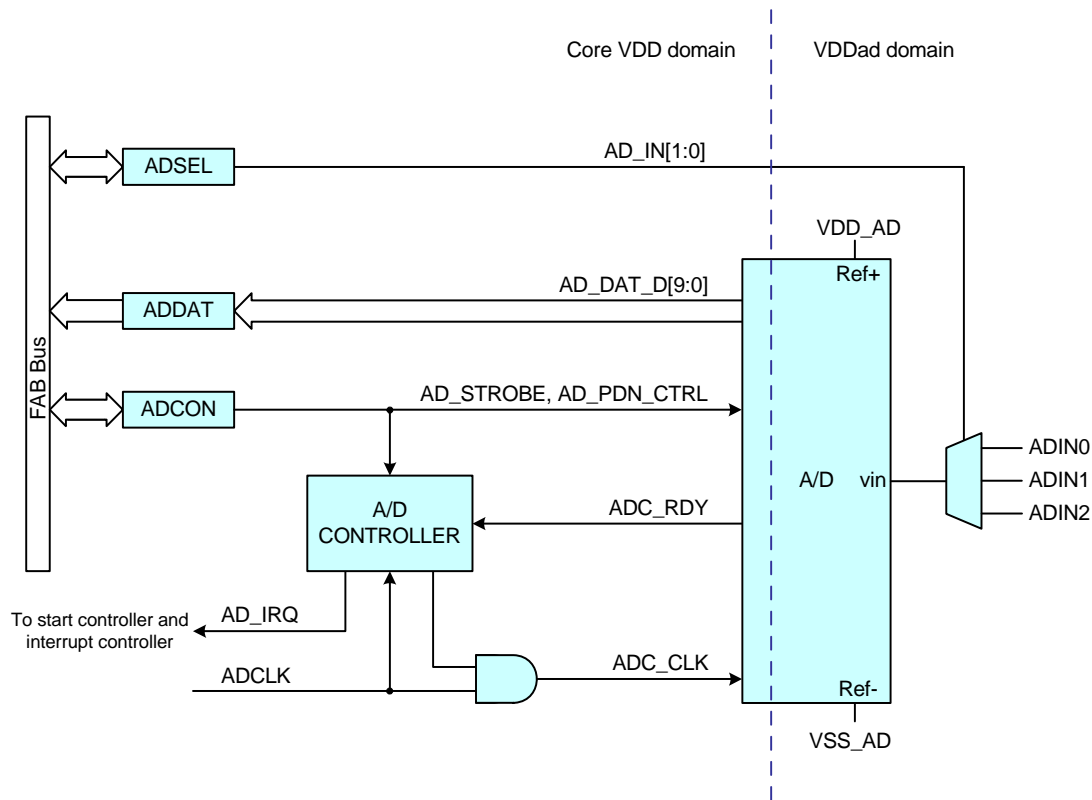 Core VDD domain
VDDad domain
ADSEL
AD_IN[1:0]
VDD_AD
Ref+
AD_DAT_D[9:0]
ADDAT
FAB Bus
ADCON
AD_STROBE, AD_PDN_CTRL
ADIN0
A/D
vin
ADIN1
ADIN2
A/D
CONTROLLER
ADC_RDY
To start controller and
interrupt controller
AD_IRQ
ADCLK
ADC_CLK
Ref-
VSS_AD